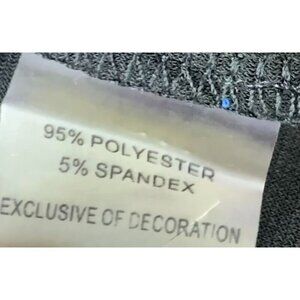 95% POLYESTER
5% SPANDEX
EXCLUSIVE OF DECORATION